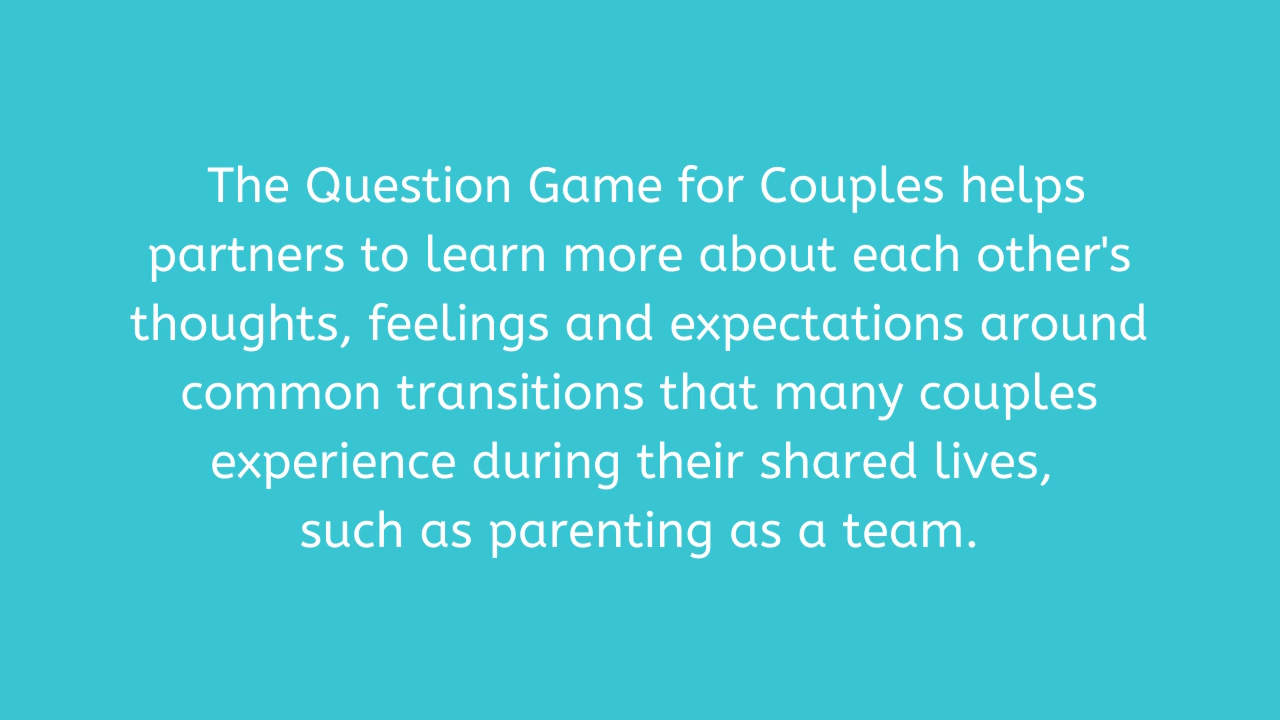 The Question Game for Couples helps
partners to learn more about each other's
thoughts, feelings and expectations around
common transitions that many couples
experience during their shared lives,
such as parenting as a team.